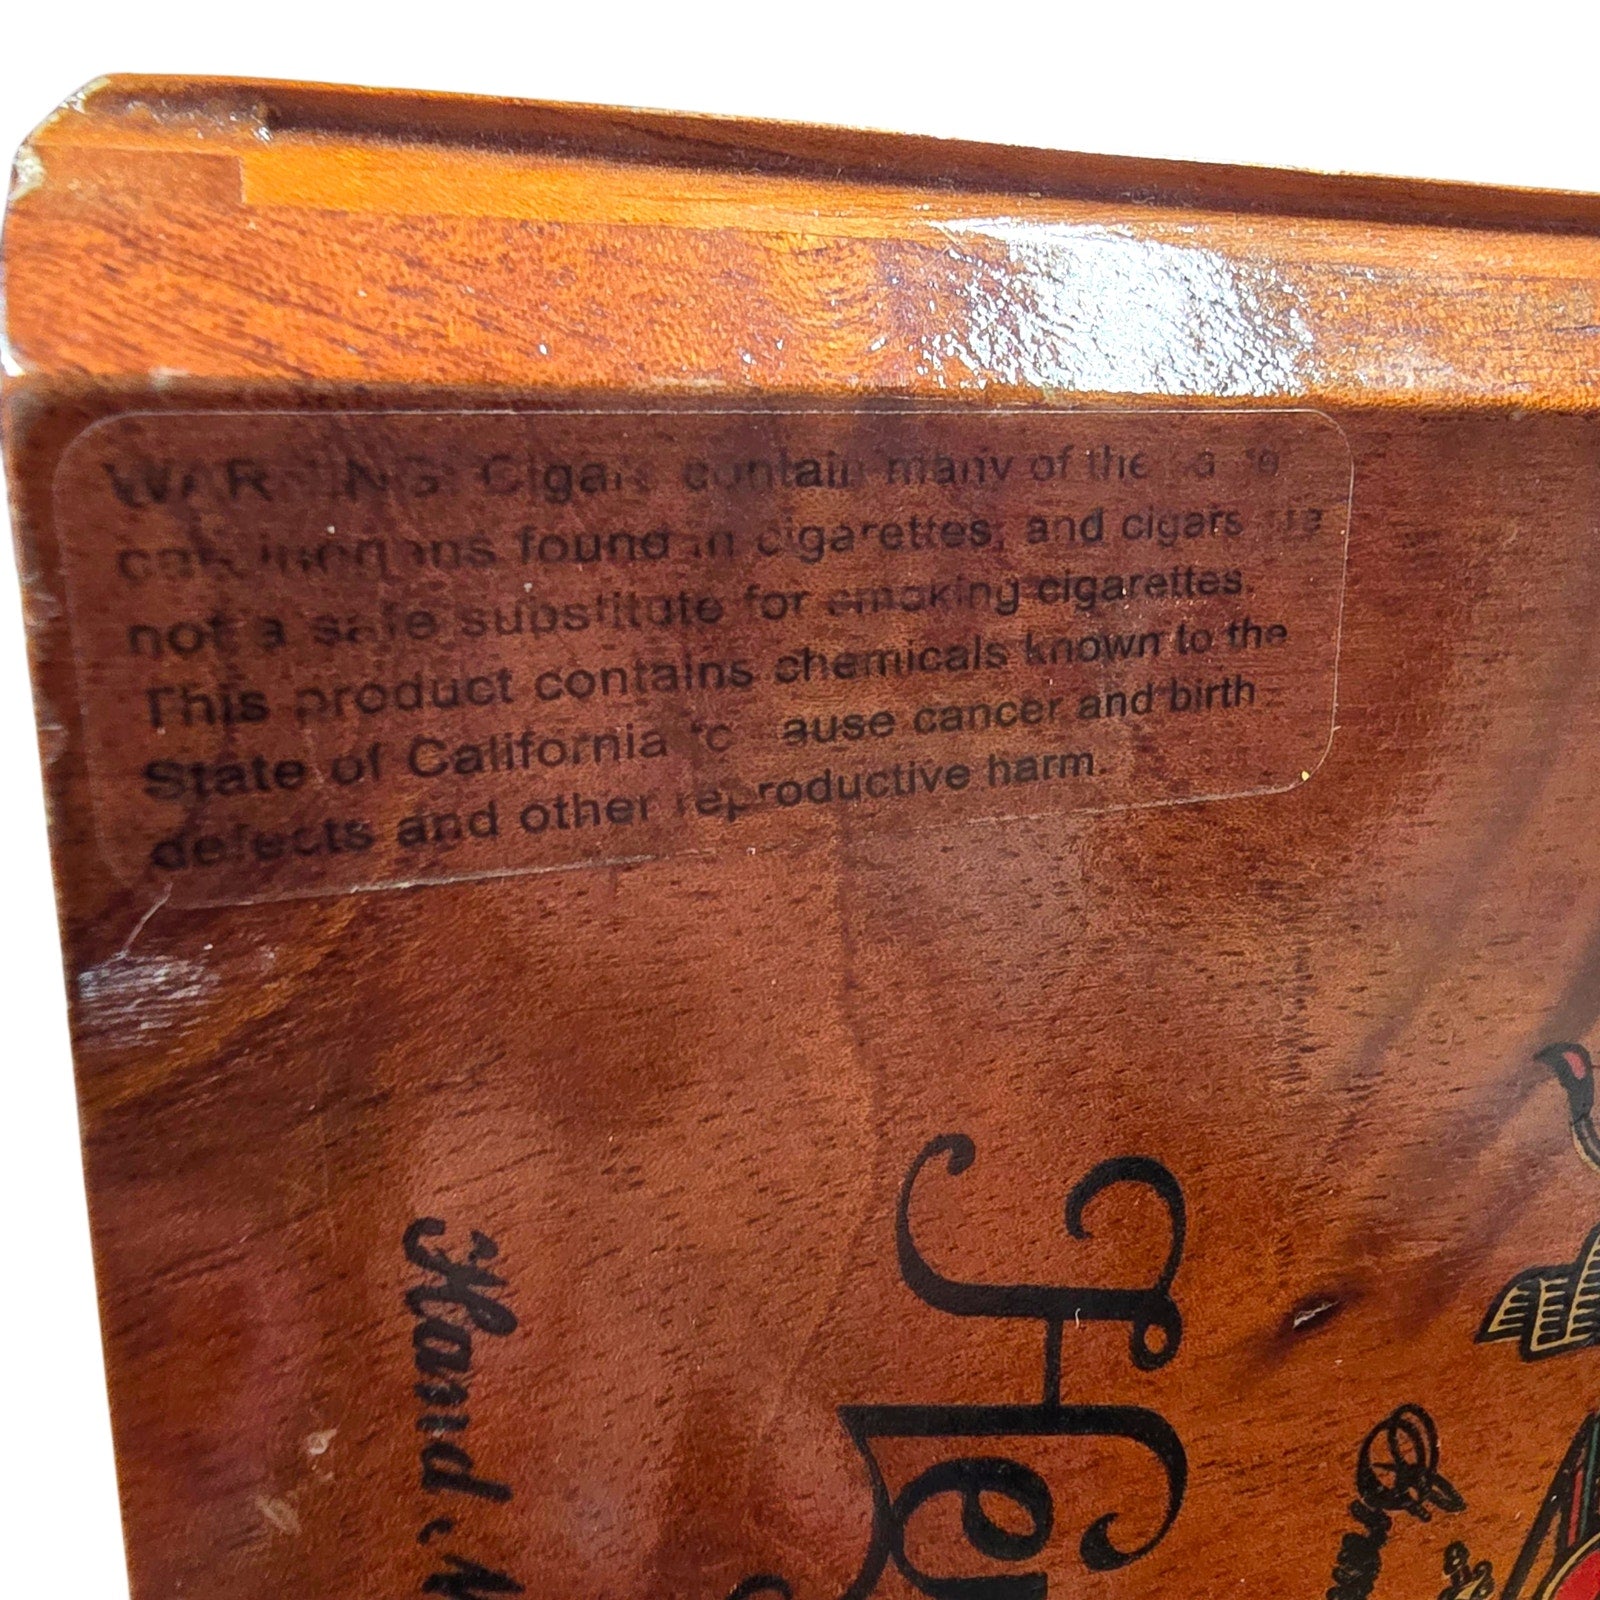 WARNING: Cigars contain many of the same
carcinogens found in cigarettes, and cigars are
not a safe substitute for smoking cigarettes.
This product contains chemicals known to the
State of California to cause cancer and birth
defects and other reproductive harm.
Hand